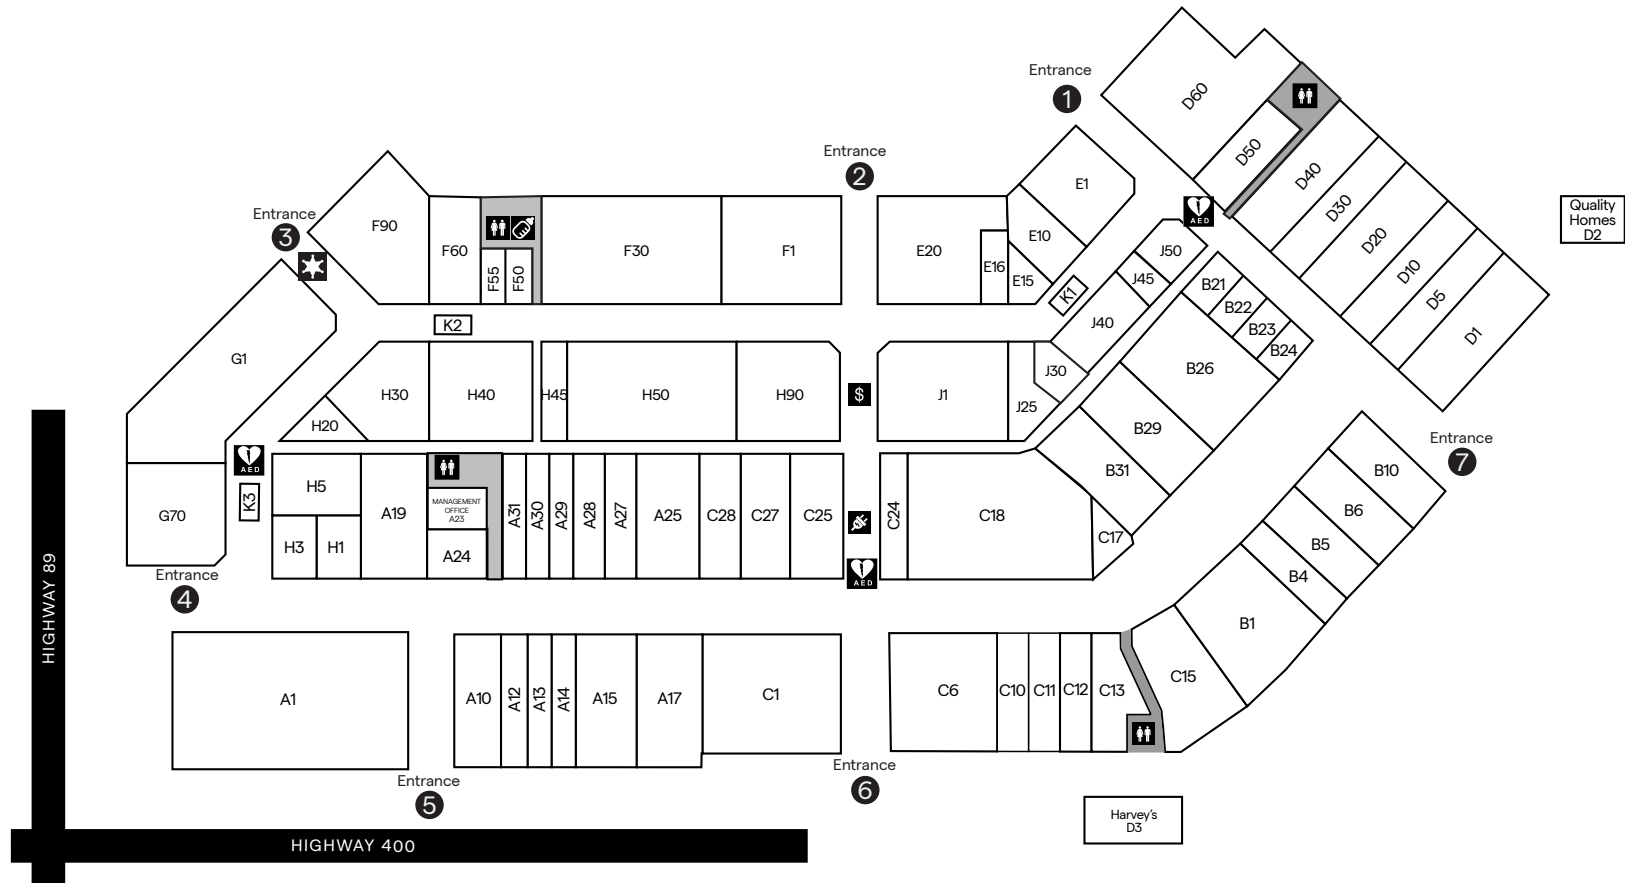 Entrance
1
D60
D50
D40
D30
D20
D10
D5
D1
AED
Quality
Homes
D2
Entrance
2
E1
E10
E15
E16
E20
K1
J50
J45
J40
J30
J25
J1
B21
B22
B23
B24
B26
B29
B31
Entrance
3
F90
F60
F55
F50
F30
F1
K2
G1
G70
H30
H20
H40
H45
H50
H90
$
AED
K3
H5
H3
H1
A19
MANAGEMENT
OFFICE
A23
A24
A31
A30
A29
A28
A27
A25
C28
C27
C25
AED
C24
C18
C17
Entrance
7
B10
B6
B5
B4
B1
Entrance
4
A1
A10
A12
A13
A14
A15
A17
C1
C6
C10
C11
C12
C13
C15
Entrance
5
Entrance
6
Harvey's
D3
HIGHWAY 89
HIGHWAY 400